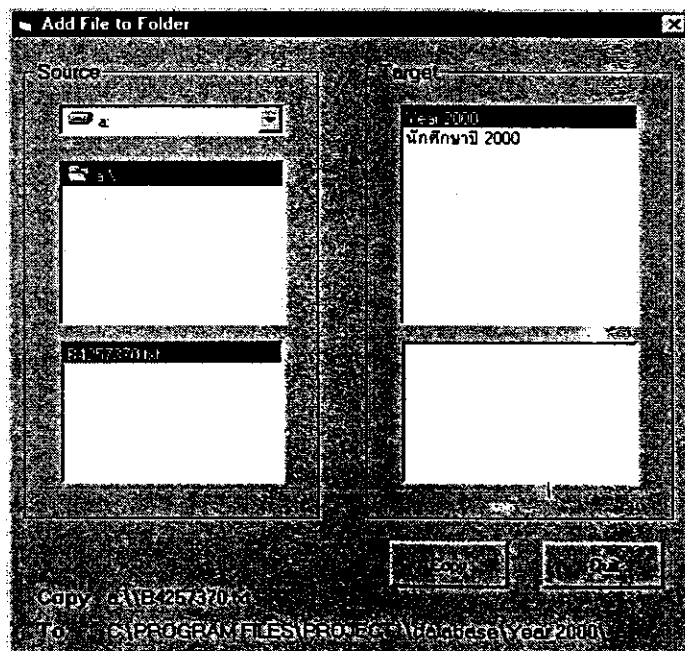 Add File to Folder
Source
Target
a:
a:\
B4257370.txt
Year 2000
นักศึกษาปี 2000
Copy
Quit
Copy a:\\B4257370.txt
To C:\PROGRAM FILES\PROJECT\\database\Year 2000\